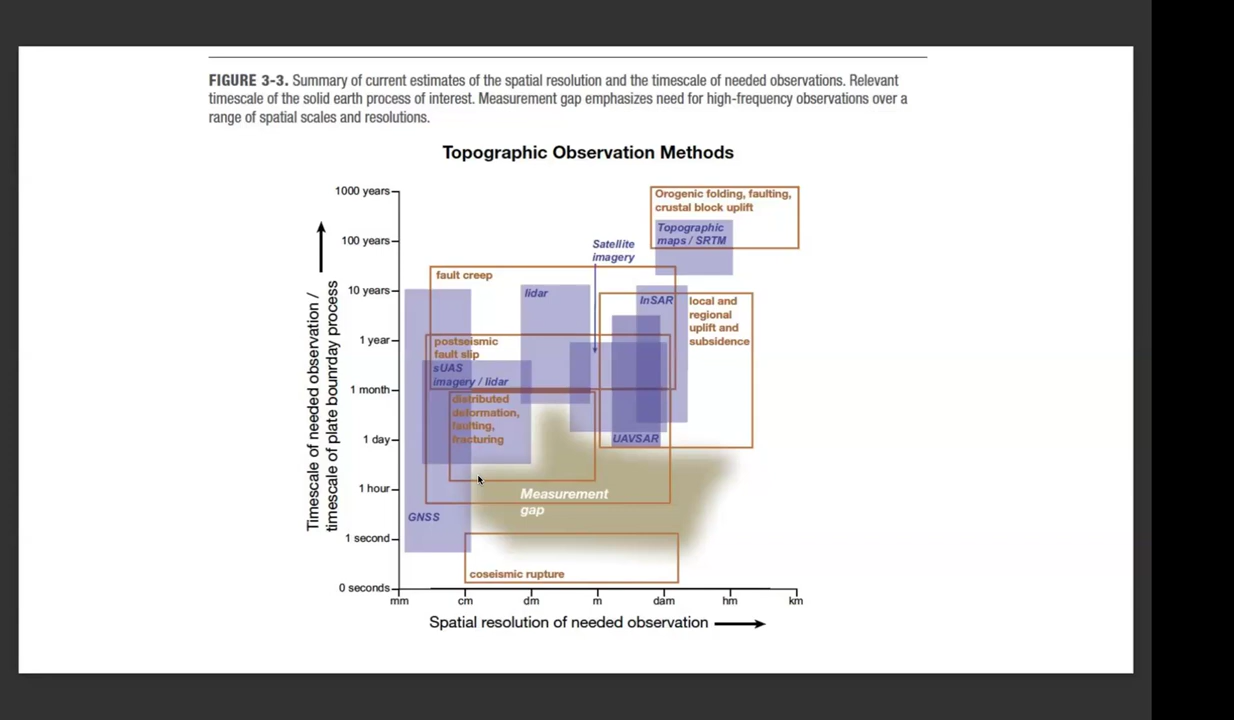 FIGURE 3-3. Summary of current estimates of the spatial resolution and the timescale of needed observations. Relevant
timescale of the solid earth process of interest. Measurement gap emphasizes need for high-frequency observations over a
range of spatial scales and resolutions.
Topographic Observation Methods
Timescale of needed observation /
timescale of plate bounrday process
1000 years
100 years
10 years
1 year
1 month
1 day
1 hour
1 second
0 seconds
Orogenic folding, faulting,
crustal block uplift
Topographic
maps / SRTM
Satellite
imagery
fault creep
lidar
InSAR
local and
regional
uplift and
subsidence
postseismic
fault slip
sUAS
imagery / lidar
distributed
deformation,
faulting,
fracturing
UAVSAR
Measurement
gap
GNSS
coseismic rupture
mm
cm
dm
m
dam
hm
km
Spatial resolution of needed observation